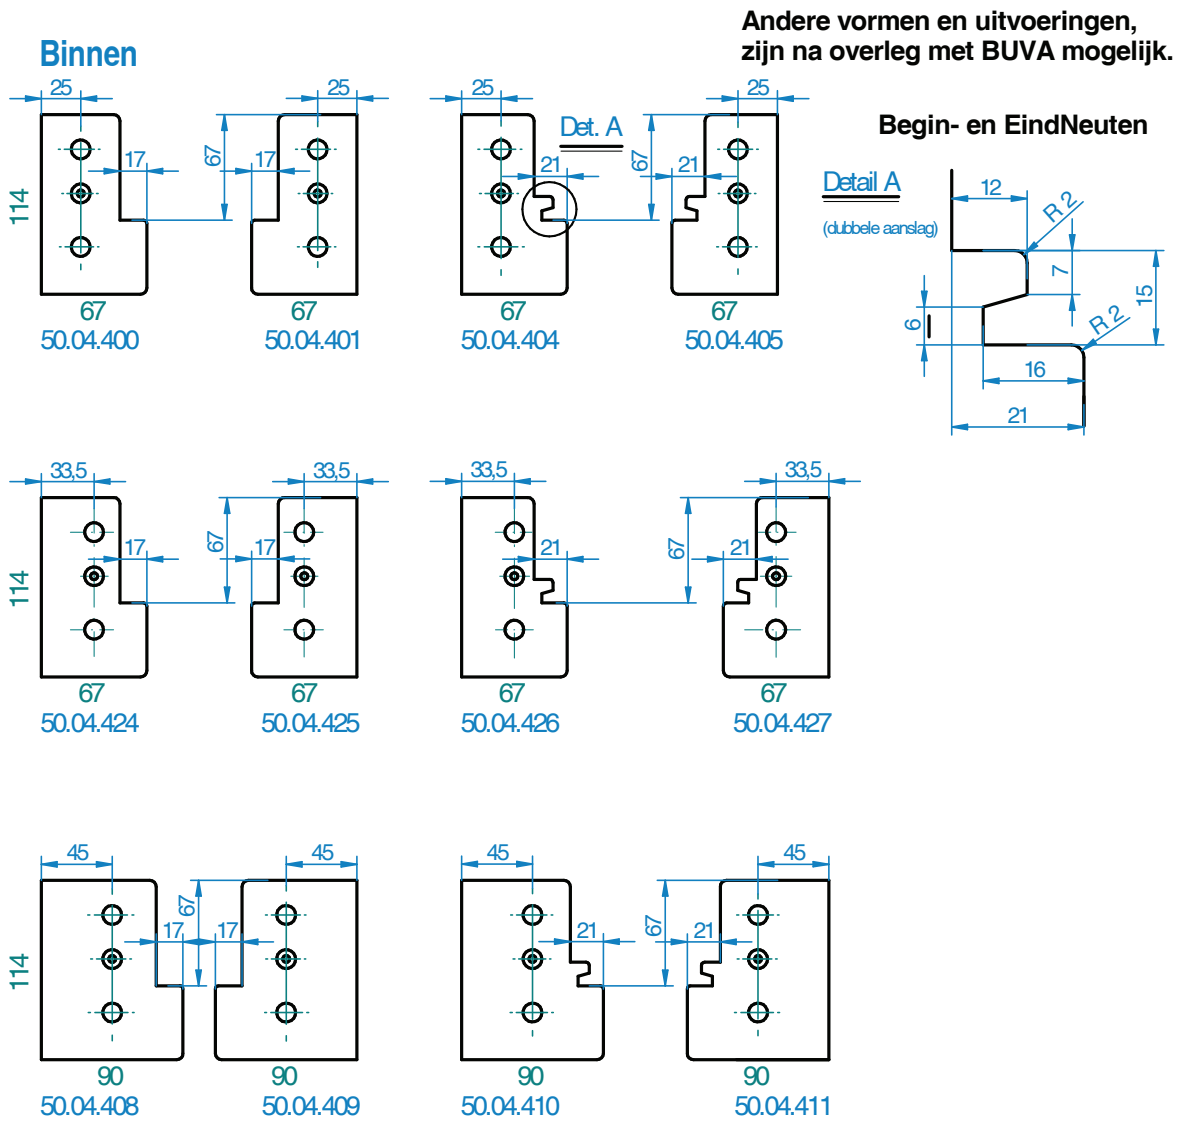 Andere vormen en uitvoeringen,
zijn na overleg met BUVA mogelijk.
Binnen
Begin- en EindNeuten
25 25 25 25
Det. A
17 67 17 21 67 21
114
67 67 67 67
50.04.400 50.04.401 50.04.404 50.04.405
Detail A
(dubbele aanslag)
12 R 2
7 15
6 R 2
16
21
33,5 33,5 33,5 33,5
17 67 17 21 67 21
114
67 67 67 67
50.04.424 50.04.425 50.04.426 50.04.427
45 45 45 45
17 67 17 21 67 21
114
90 90 90 90
50.04.408 50.04.409 50.04.410 50.04.411